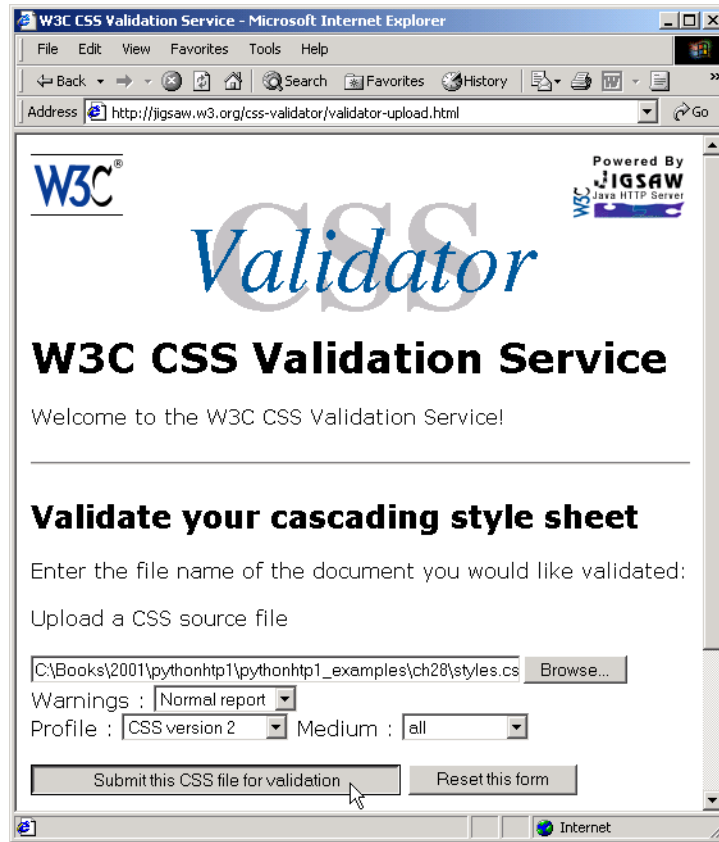 W3C CSS Validation Service - Microsoft Internet Explorer
File Edit View Favorites Tools Help
Back Search Favorites History »
Address http://jigsaw.w3.org/css-validator/validator-upload.html Go
W3C®
Powered By
JIGSAW
Java HTTP Server
W3C
CSS
Validator
W3C CSS Validation Service
Welcome to the W3C CSS Validation Service!
Validate your cascading style sheet
Enter the file name of the document you would like validated:
Upload a CSS source file
C:\Books\2001\pythonhtp1\pythonhtp1_examples\ch28\styles.cs Browse...
Warnings : Normal report
Profile : CSS version 2 Medium : all
Submit this CSS file for validation Reset this form
Internet